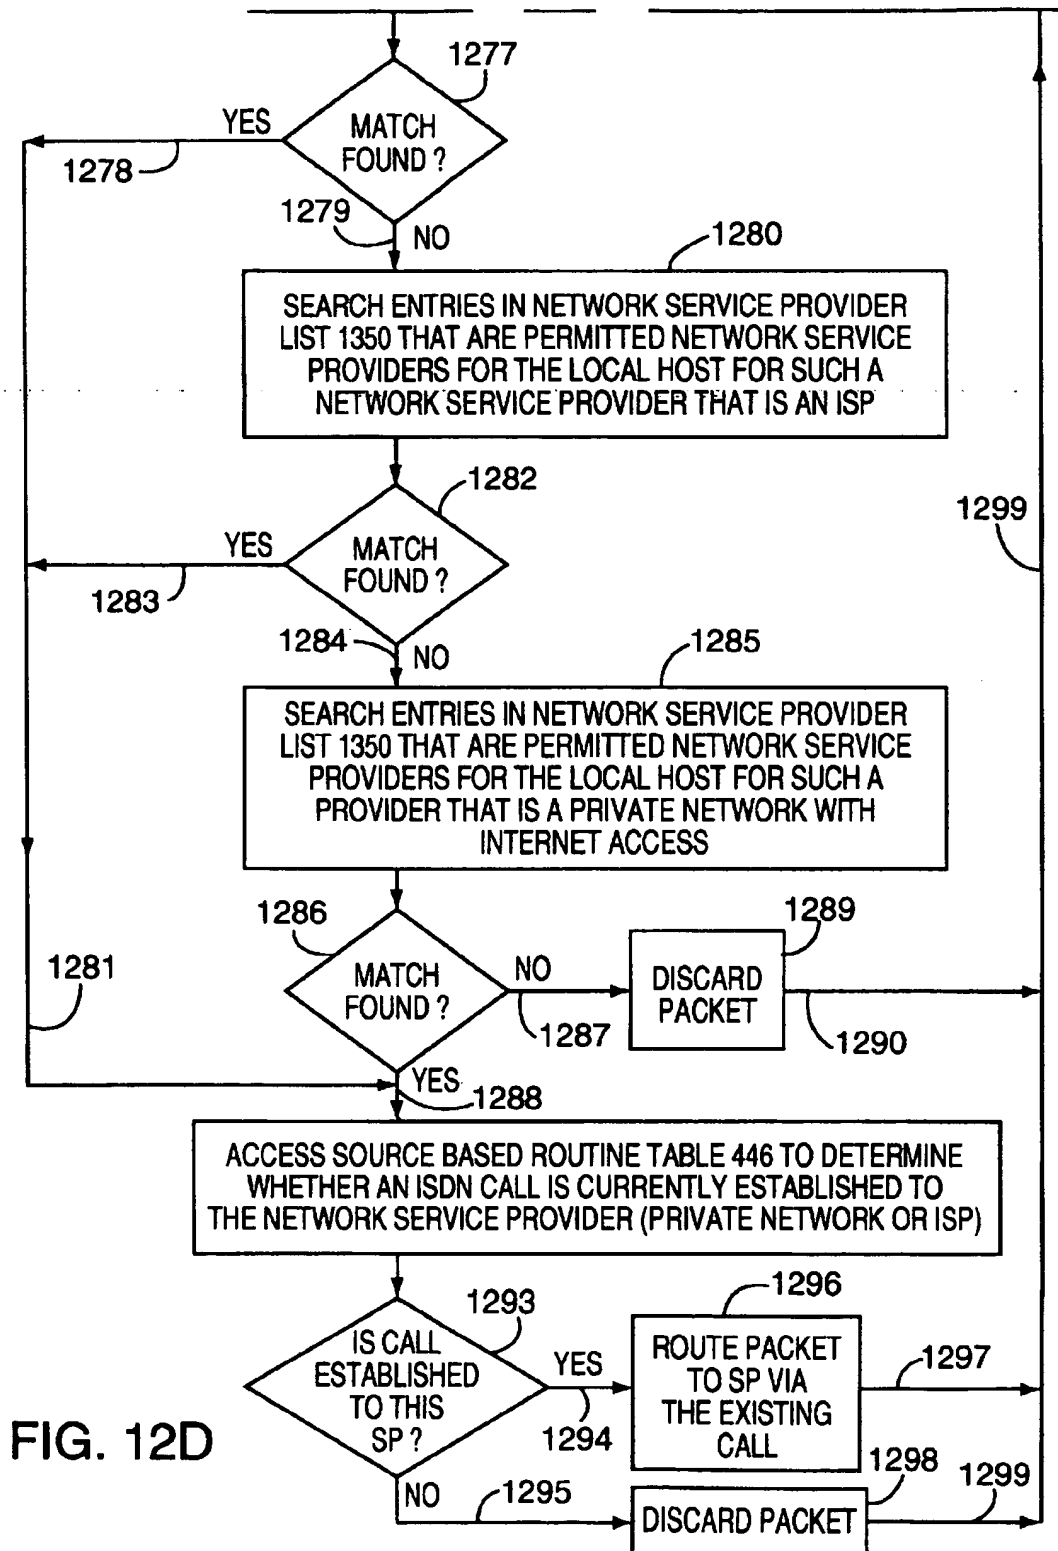 1277
YES
MATCH
FOUND ?
1278
1279
NO
1280
SEARCH ENTRIES IN NETWORK SERVICE PROVIDER
LIST 1350 THAT ARE PERMITTED NETWORK SERVICE
PROVIDERS FOR THE LOCAL HOST FOR SUCH A
NETWORK SERVICE PROVIDER THAT IS AN ISP
1282
1299
YES
MATCH
FOUND ?
1283
1284
NO
1285
SEARCH ENTRIES IN NETWORK SERVICE PROVIDER
LIST 1350 THAT ARE PERMITTED NETWORK SERVICE
PROVIDERS FOR THE LOCAL HOST FOR SUCH A
PROVIDER THAT IS A PRIVATE NETWORK WITH
INTERNET ACCESS
1286
1289
1281
MATCH
FOUND ?
NO
1287
DISCARD
PACKET
1290
YES
1288
ACCESS SOURCE BASED ROUTINE TABLE 446 TO DETERMINE
WHETHER AN ISDN CALL IS CURRENTLY ESTABLISHED TO
THE NETWORK SERVICE PROVIDER (PRIVATE NETWORK OR ISP)
1293
1296
IS CALL
ESTABLISHED
TO THIS
SP ?
YES
1294
ROUTE PACKET
TO SP VIA
THE EXISTING
CALL
1297
FIG. 12D
NO
1295
1298
1299
DISCARD PACKET